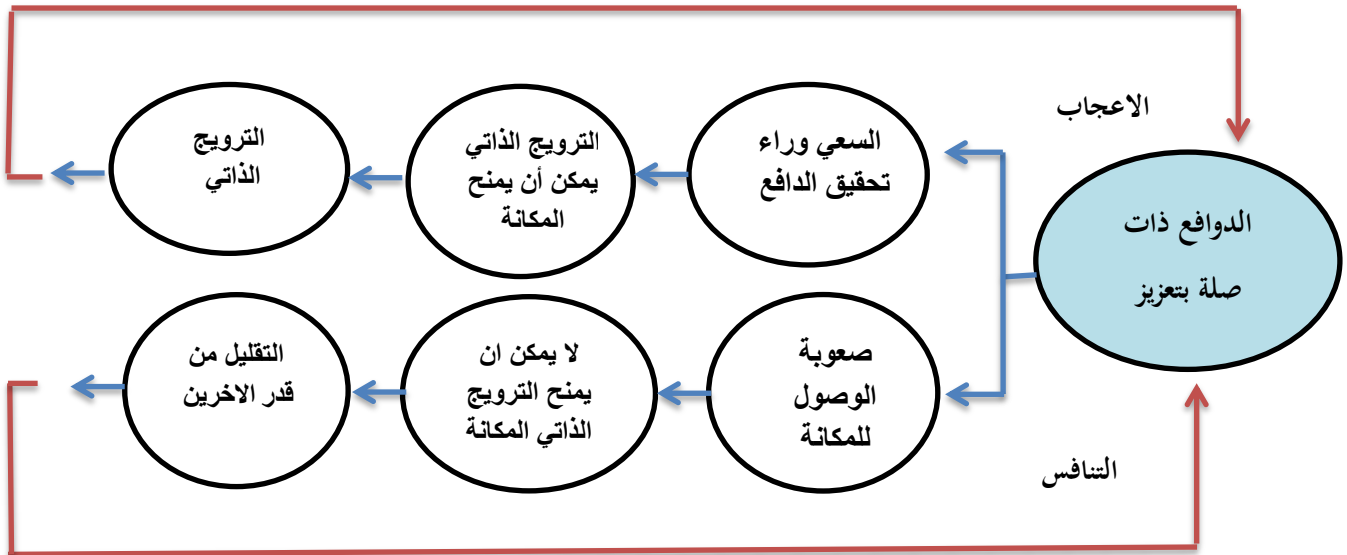 الاعجاب
الدوافع ذات
صلة بتعزيز
السعي وراء
تحقيق الدافع
الترويج الذاتي
يمكن أن يمنح
المكانة
الترويج
الذاتي
صعوبة
الوصول
للمكانة
لا يمكن ان
يمنح الترويج
الذاتي المكانة
التقليل من
قدر الاخرين
التنافس